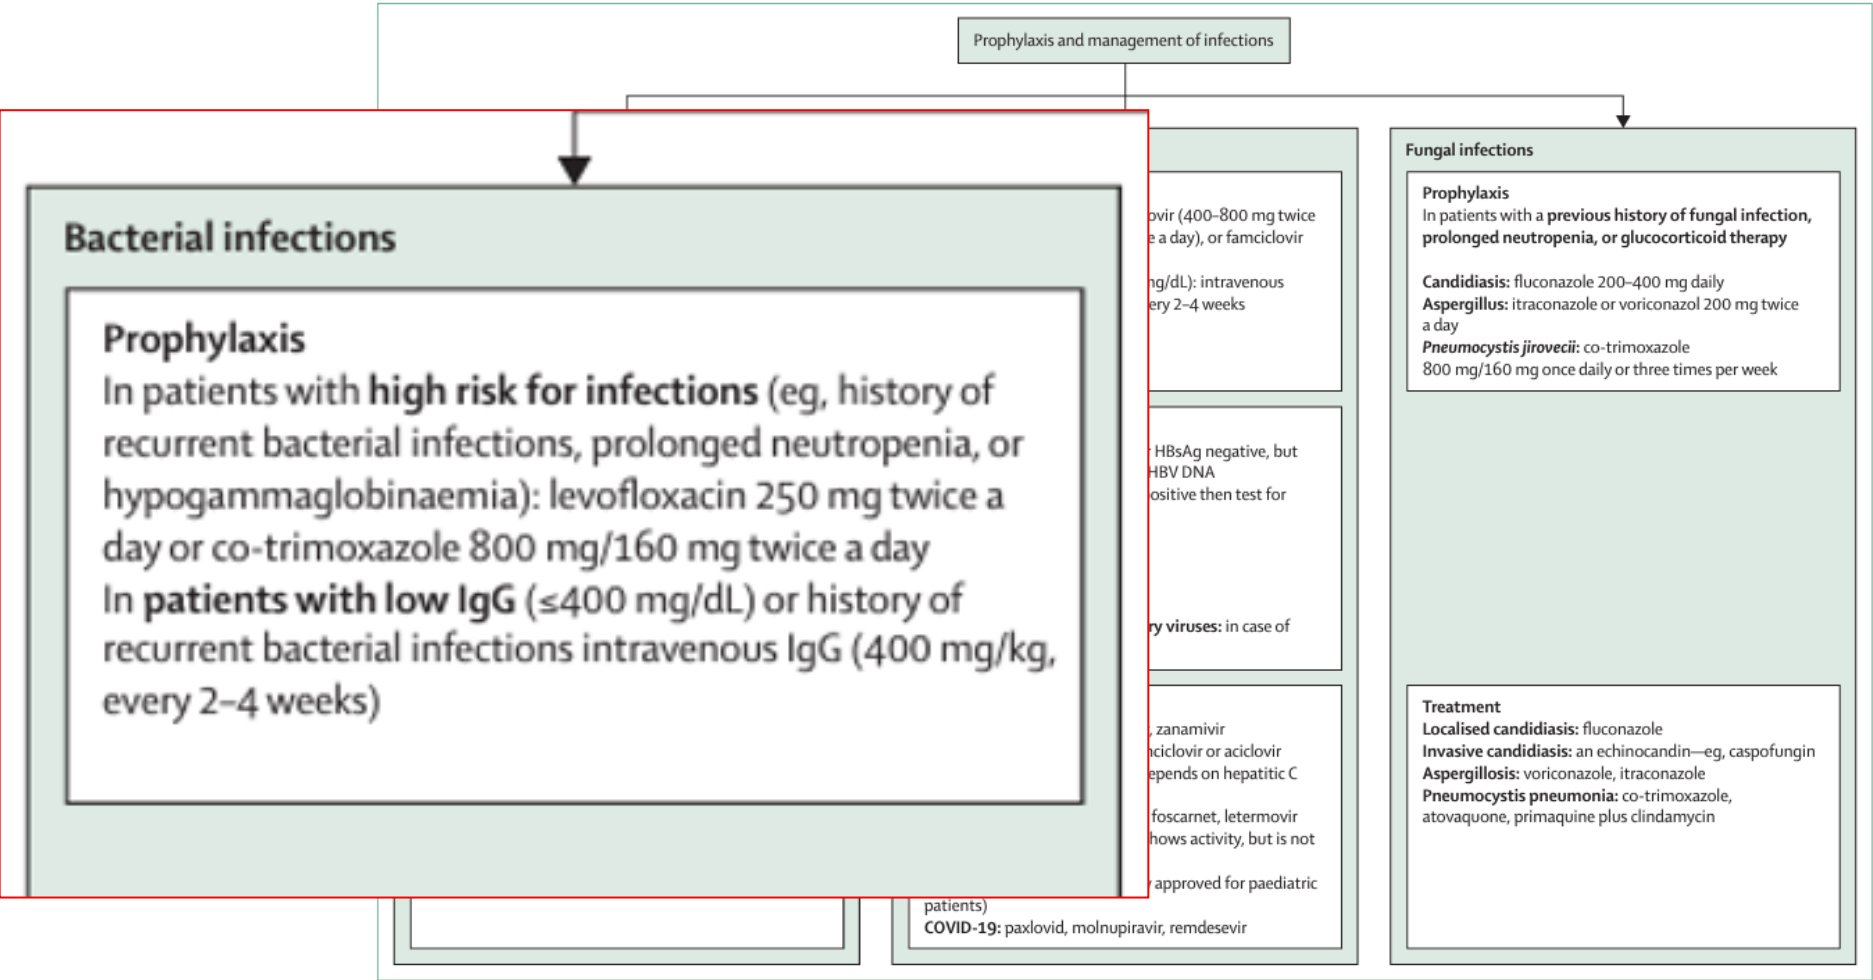 Prophylaxis and management of infections
Bacterial infections
Prophylaxis
In patients with high risk for infections (eg, history of
recurrent bacterial infections, prolonged neutropenia, or
hypogammaglobinaemia): levofloxacin 250 mg twice a
day or co-trimoxazole 800 mg/160 mg twice a day
In patients with low IgG (≤400 mg/dL) or history of
recurrent bacterial infections intravenous IgG (400 mg/kg,
every 2–4 weeks)
(400–800 mg twice
a day), or famciclovir
intravenous
2–4 weeks
HBsAg negative, but
HBV DNA
then test for
viruses: in case of
, zanamivir
or aciclovir
on hepatitic C
foscarnet, letermovir
activity, but is not
approved for paediatric
patients)
COVID-19: paxlovid, molnupiravir, remdesevir
Fungal infections
Prophylaxis
In patients with a previous history of fungal infection,
prolonged neutropenia, or glucocorticoid therapy
Candidiasis: fluconazole 200–400 mg daily
Aspergillus: itraconazole or voriconazol 200 mg twice
a day
Pneumocystis jirovecii: co-trimoxazole
800 mg/160 mg once daily or three times per week
Treatment
Localised candidiasis: fluconazole
Invasive candidiasis: an echinocandin—eg, caspofungin
Aspergillosis: voriconazole, itraconazole
Pneumocystis pneumonia: co-trimoxazole,
atovaquone, primaquine plus clindamycin